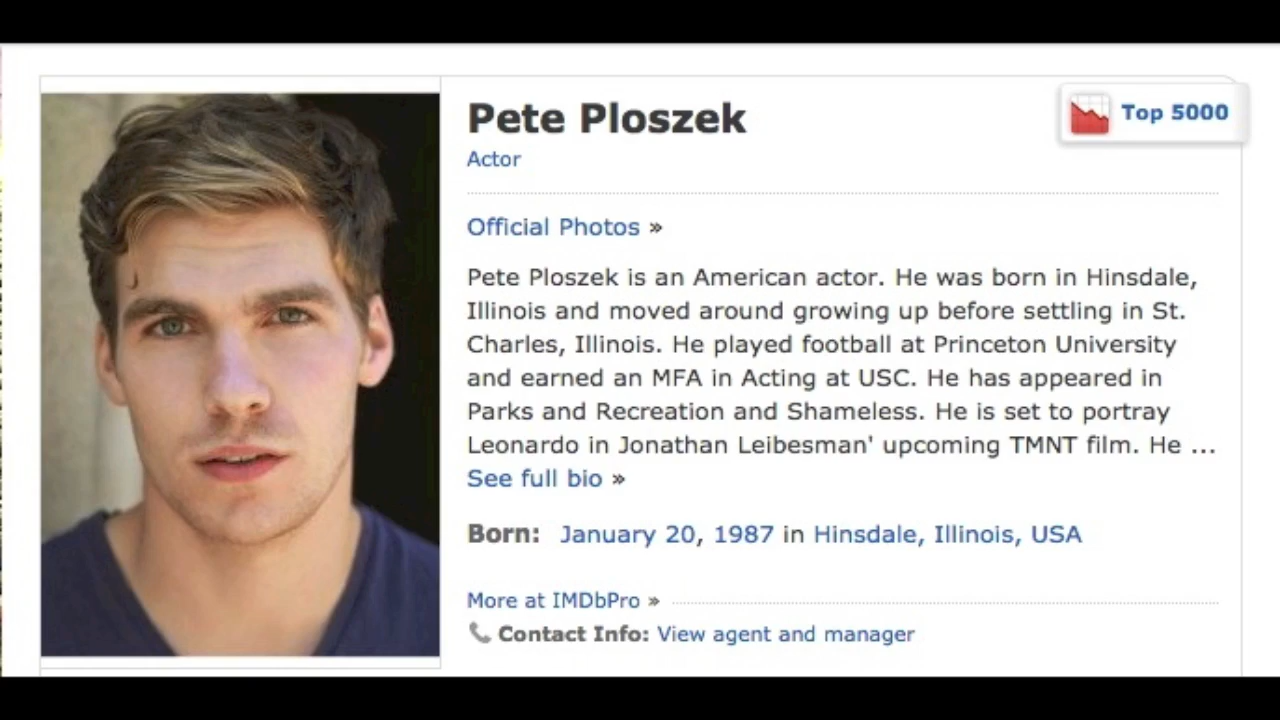 Pete Ploszek
Top 5000
Actor
Official Photos »
Pete Ploszek is an American actor. He was born in Hinsdale,
Illinois and moved around growing up before settling in St.
Charles, Illinois. He played football at Princeton University
and earned an MFA in Acting at USC. He has appeared in
Parks and Recreation and Shameless. He is set to portray
Leonardo in Jonathan Leibesman' upcoming TMNT film. He ...
See full bio »
Born: January 20, 1987 in Hinsdale, Illinois, USA
More at IMDbPro »
Contact Info: View agent and manager